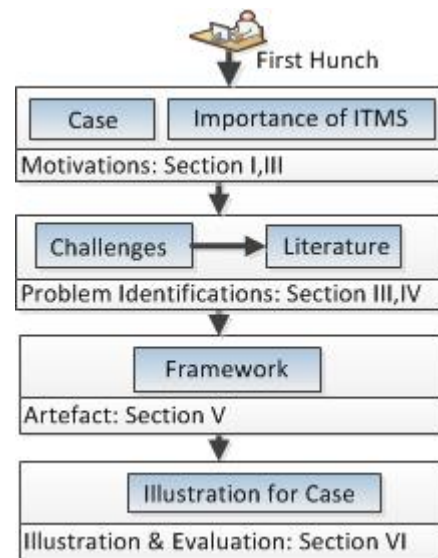 First Hunch
Case
Importance of ITMS
Motivations: Section I,III
Challenges
Literature
Problem Identifications: Section III,IV
Framework
Artefact: Section V
Illustration for Case
Illustration & Evaluation: Section VI